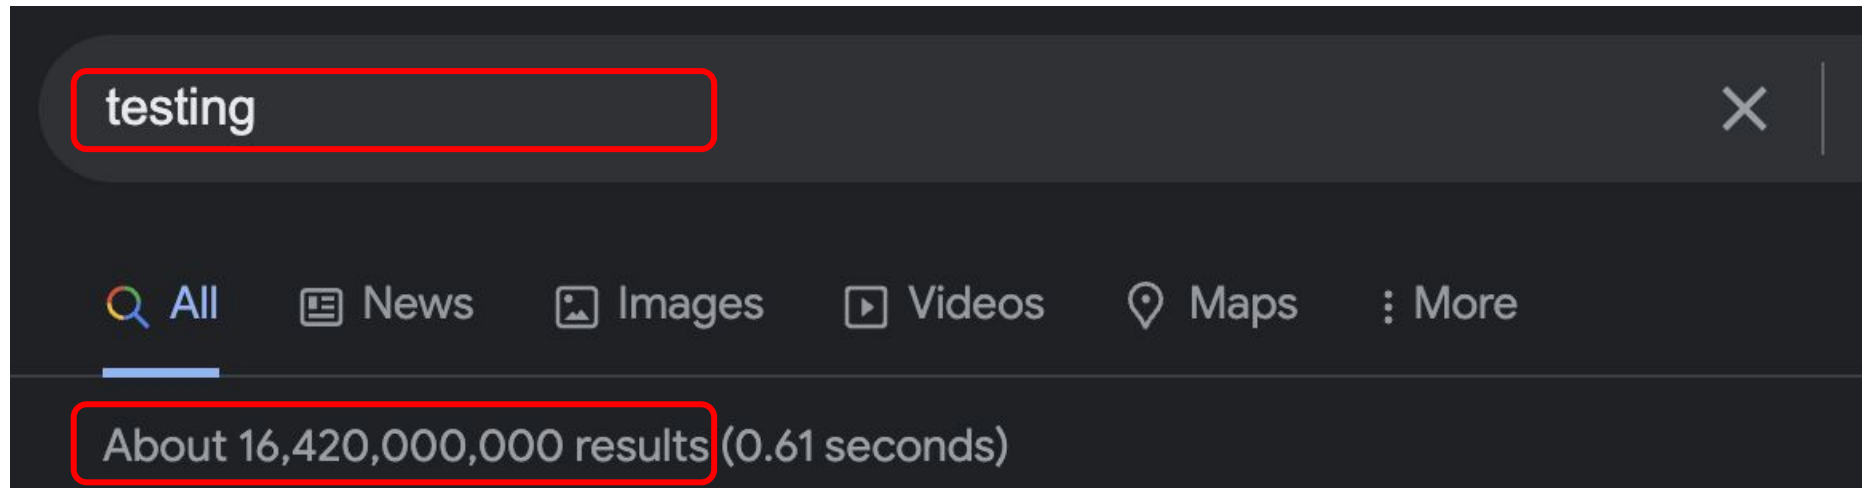 testing
All News Images Videos Maps More
About 16,420,000,000 results (0.61 seconds)